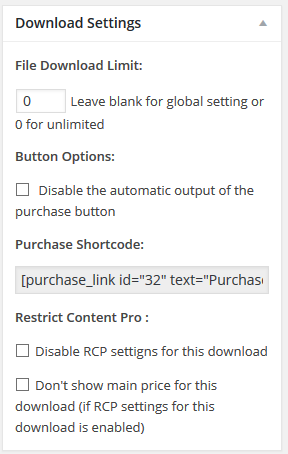 Download Settings
File Download Limit:
0 Leave blank for global setting or
0 for unlimited
Button Options:
Disable the automatic output of the
purchase button
Purchase Shortcode:
[purchase_link id="32" text="Purchase
Restrict Content Pro :
Disable RCP settigns for this download
Don't show main price for this
download (if RCP settings for this
download is enabled)